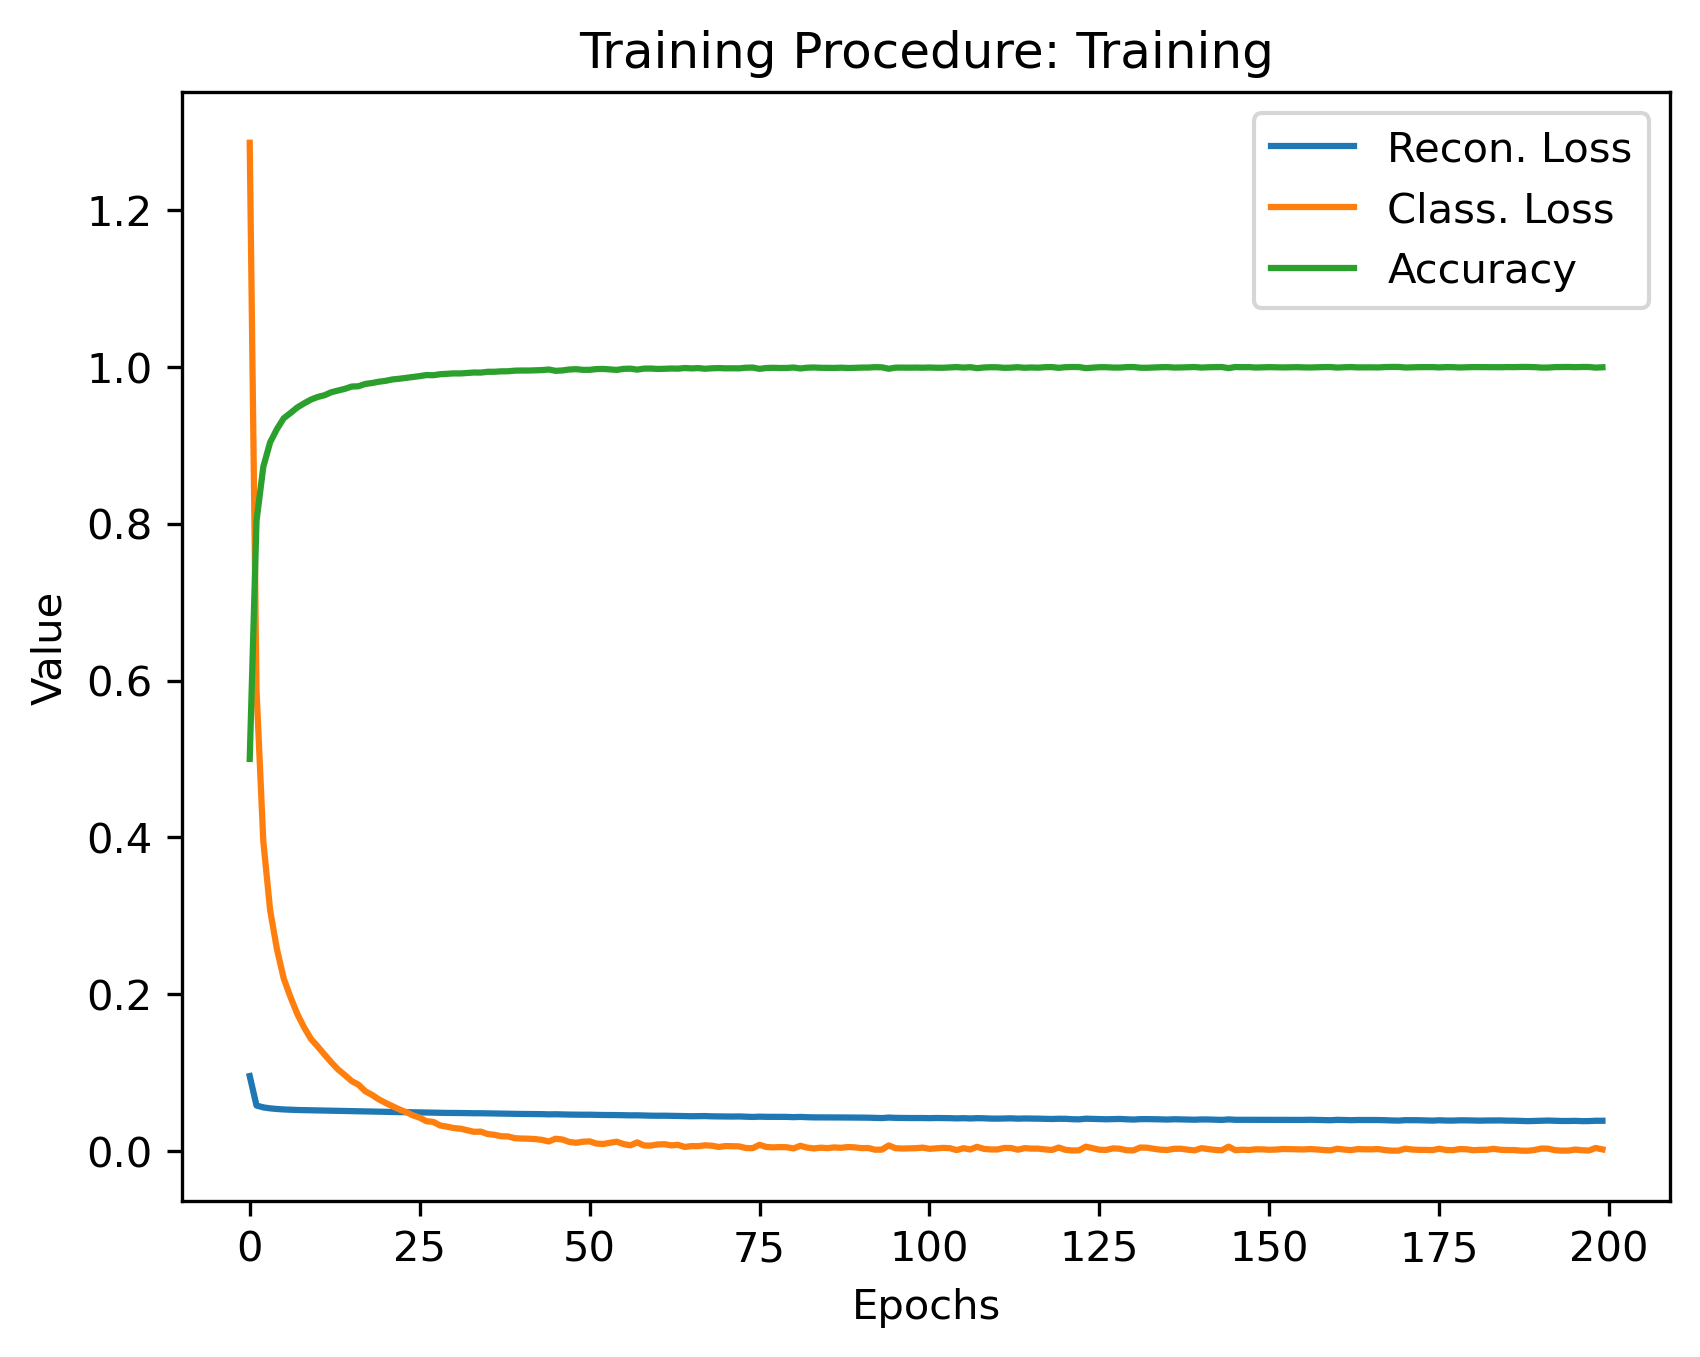 Training Procedure: Training
Recon. Loss
Class. Loss
Accuracy
Value
1.2
1.0
0.8
0.6
0.4
0.2
0.0
0 25 50 75 100 125 150 175 200
Epochs